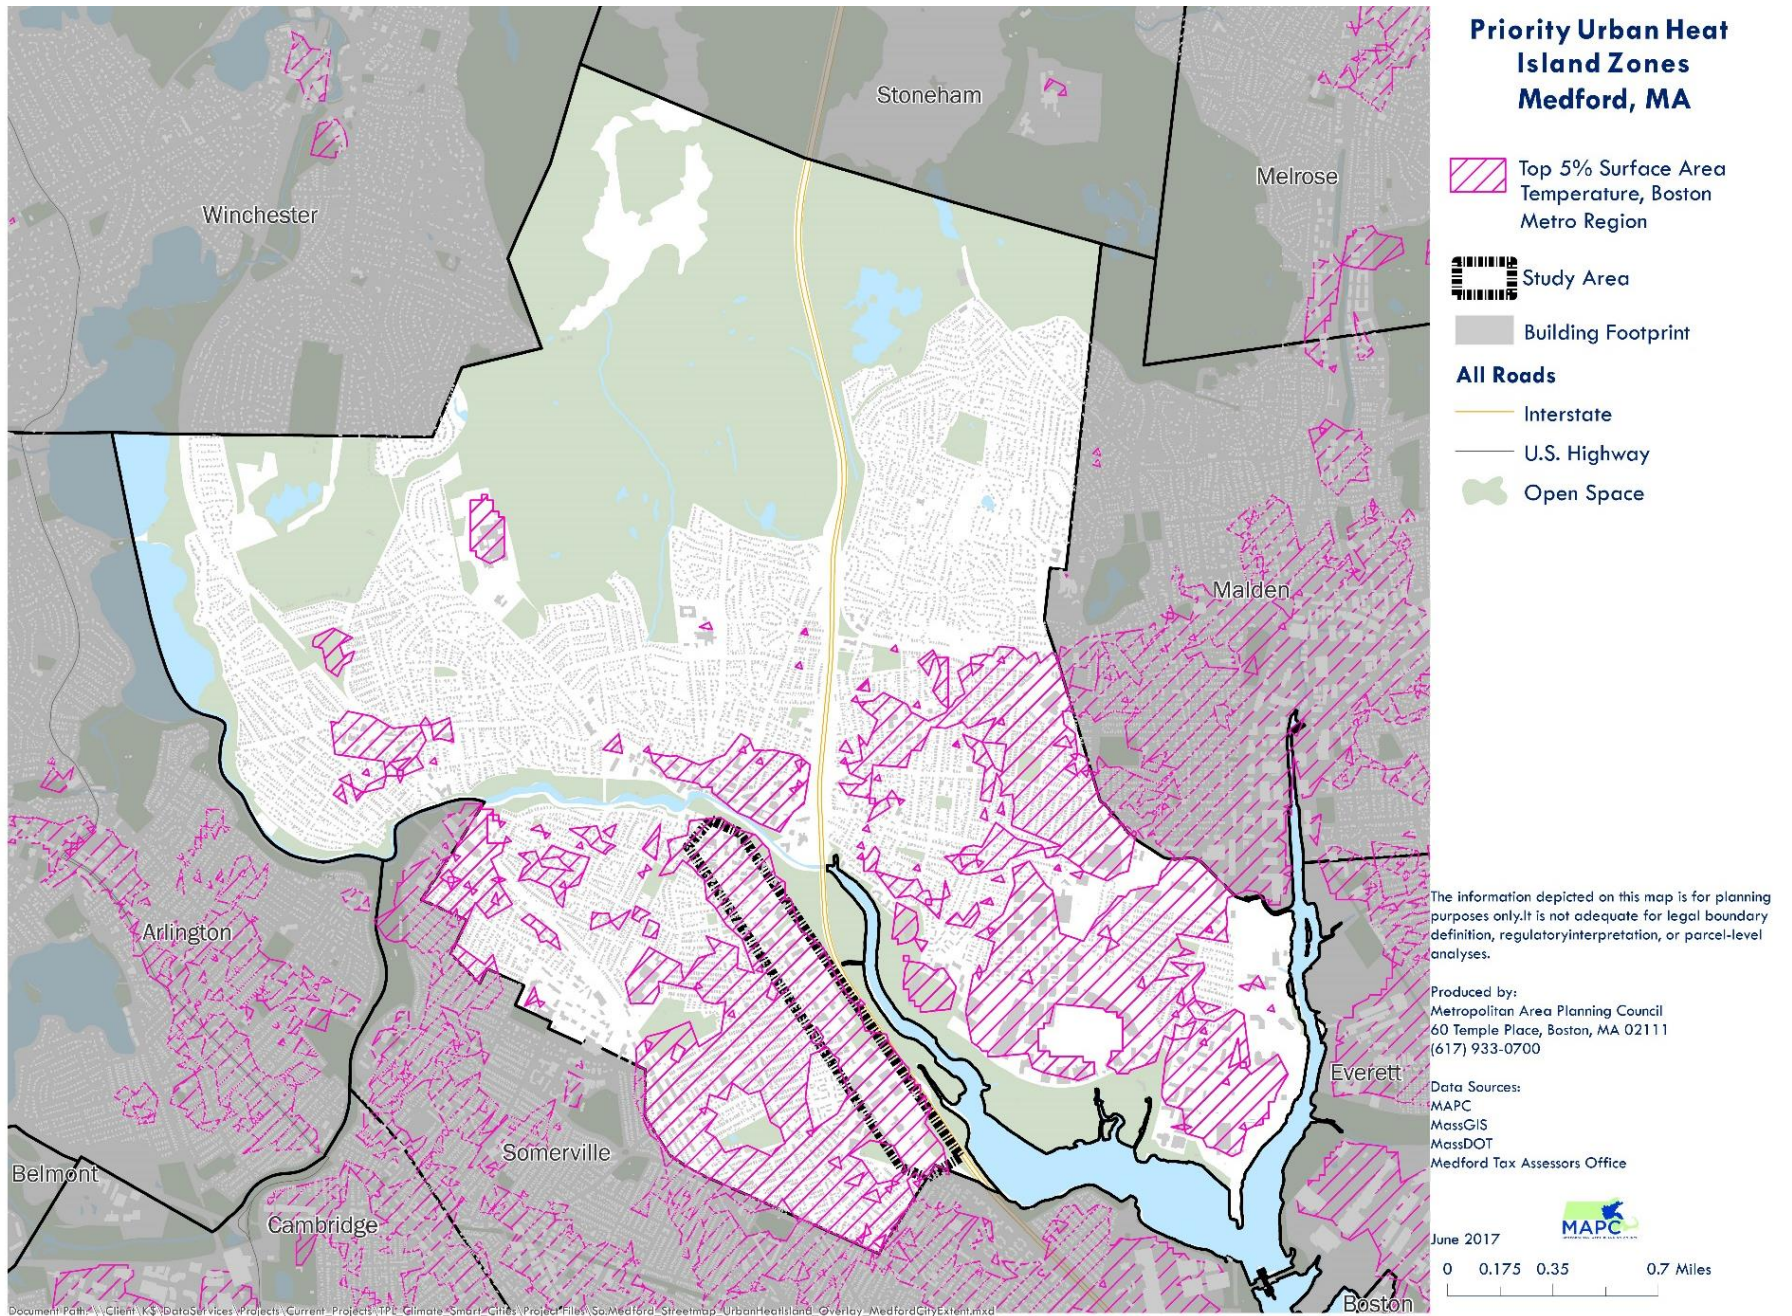 Priority Urban Heat
Island Zones
Medford, MA
Top 5% Surface Area
Temperature, Boston
Metro Region
Study Area
Building Footprint
All Roads
Interstate
U.S. Highway
Open Space
Stoneham
Melrose
Winchester
Malden
Arlington
Everett
Somerville
Belmont
Cambridge
Boston
The information depicted on this map is for planning
purposes only.It is not adequate for legal boundary
definition, regulatoryinterpretation, or parcel-level
analyses.
Produced by:
Metropolitan Area Planning Council
60 Temple Place, Boston, MA 02111
(617) 933-0700
Data Sources:
MAPC
MassGIS
MassDOT
Medford Tax Assessors Office
MAPC
June 2017
0 0.175 0.35 0.7 Miles